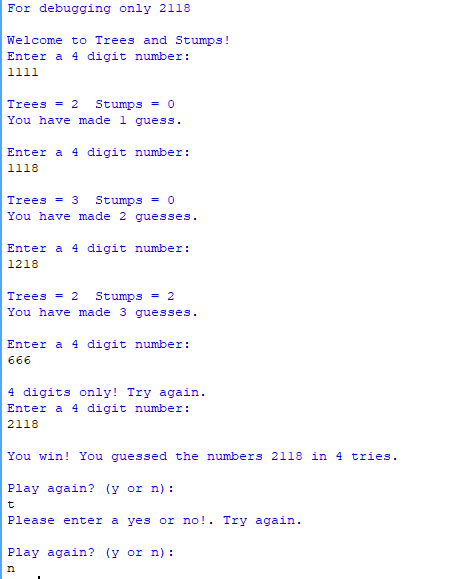 For debugging only 2118
Welcome to Trees and Stumps!
Enter a 4 digit number:
1111
Trees = 2  Stumps = 0
You have made 1 guess.
Enter a 4 digit number:
1118
Trees = 3  Stumps = 0
You have made 2 guesses.
Enter a 4 digit number:
1218
Trees = 2  Stumps = 2
You have made 3 guesses.
Enter a 4 digit number:
666
4 digits only! Try again.
Enter a 4 digit number:
2118
You win! You guessed the numbers 2118 in 4 tries.
Play again? (y or n):
t
Please enter a yes or no!. Try again.
Play again? (y or n):
n